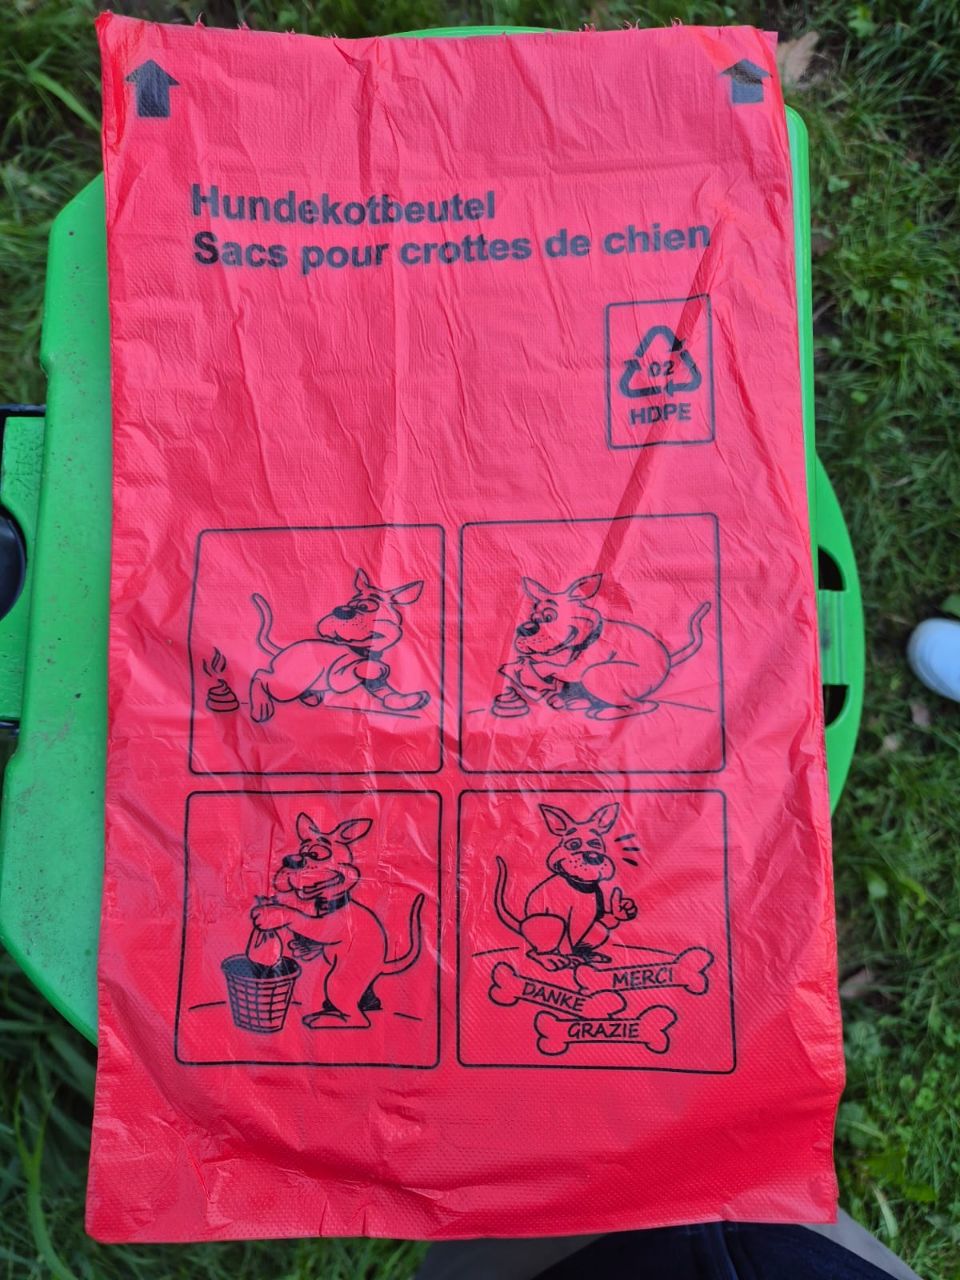 Hundekotbeutel
Sacs pour crottes de chien
02
HDPE
MERCI
DANKE
GRAZIE